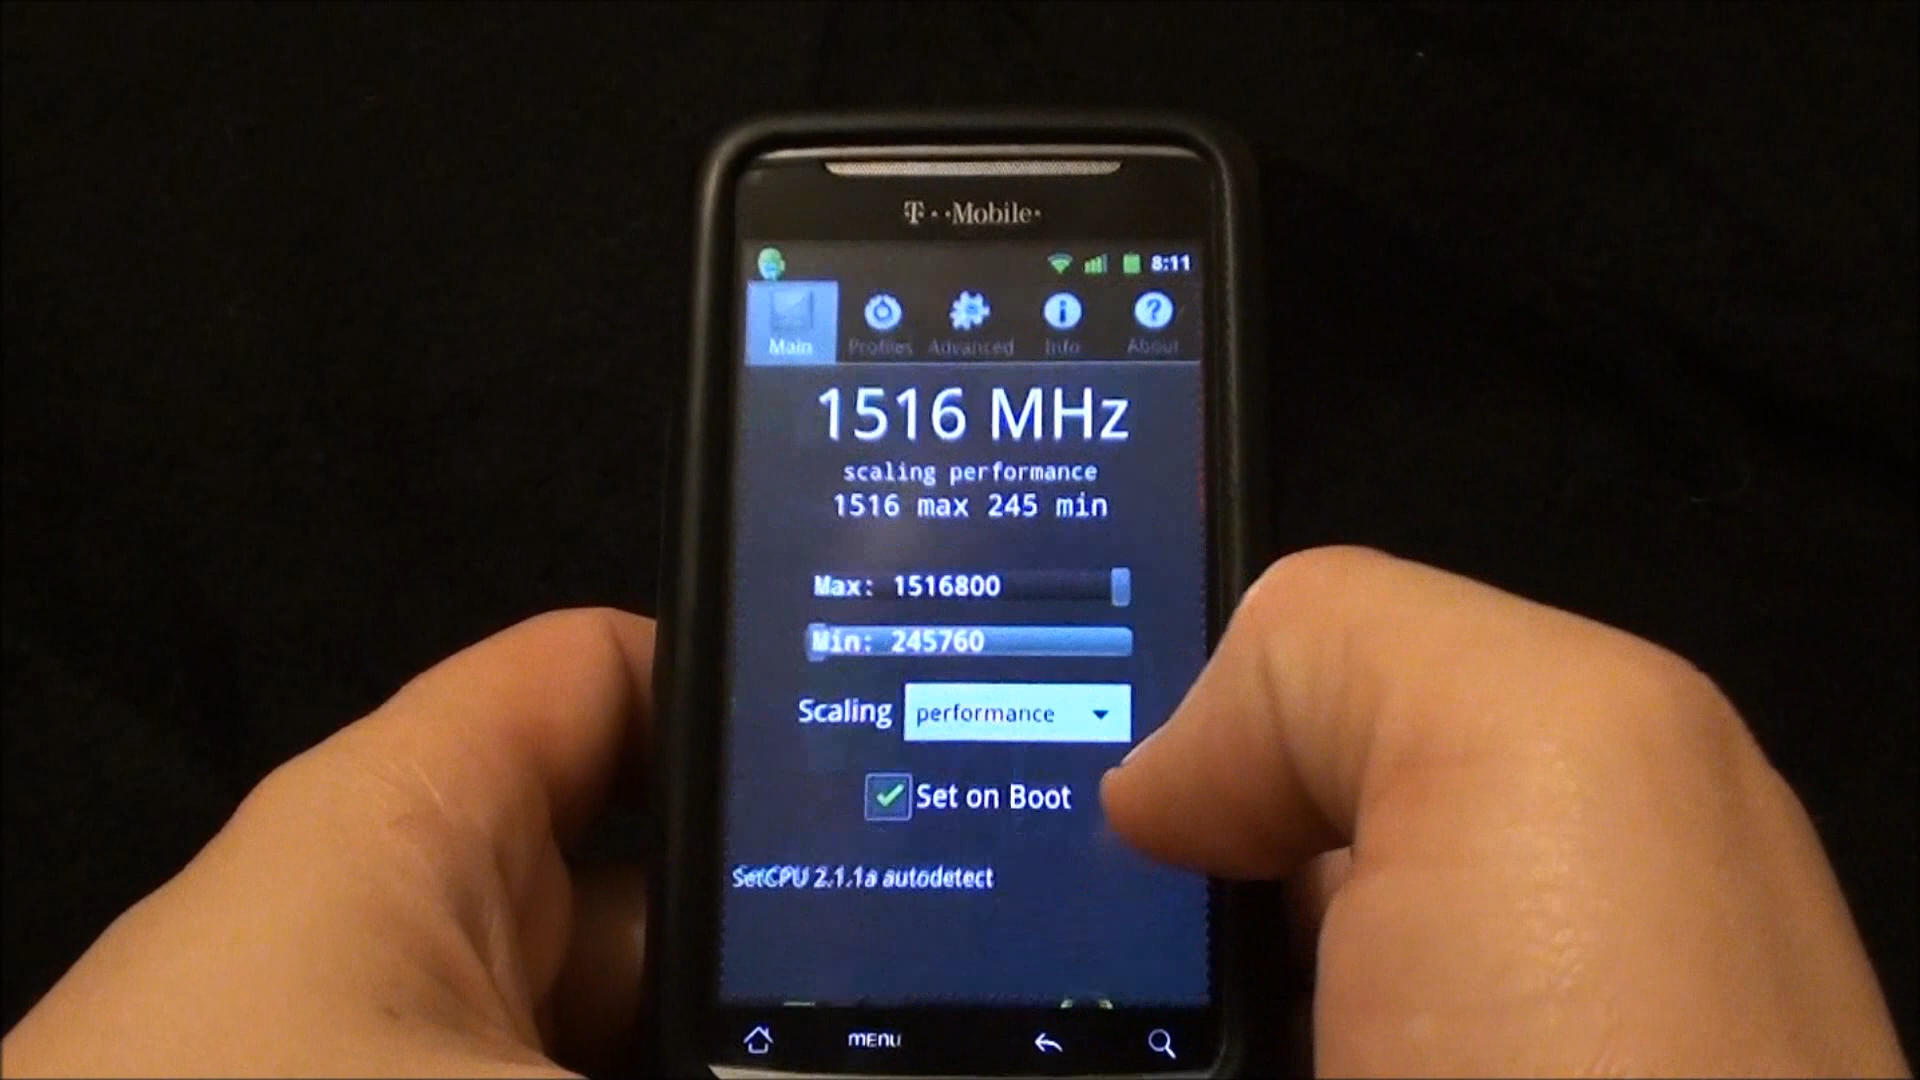 T··Mobile·
8:11
Main Profiles Advanced Info About
1516 MHz
scaling performance
1516 max 245 min
Max: 1516800
Min: 245760
Scaling performance
Set on Boot
SetCPU 2.1.1a autodetect
MENU